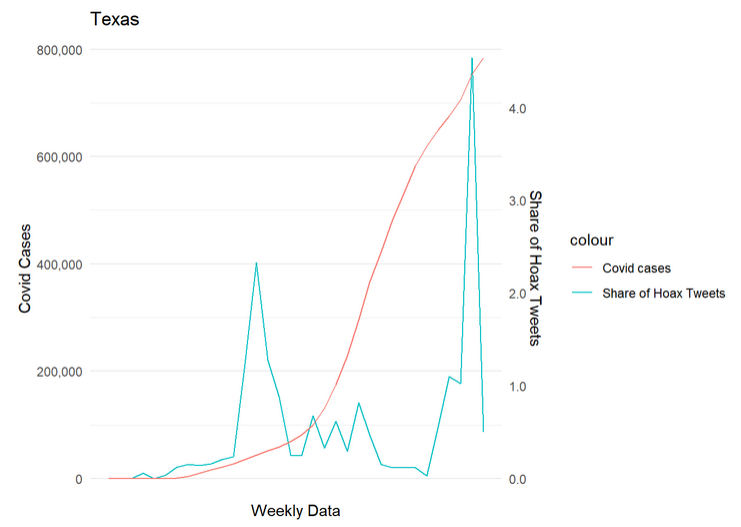 Texas
800,000
600,000
400,000
200,000
0
Covid Cases
4.0
3.0
2.0
1.0
0.0
Share of Hoax Tweets
Weekly Data
colour
Covid cases
Share of Hoax Tweets